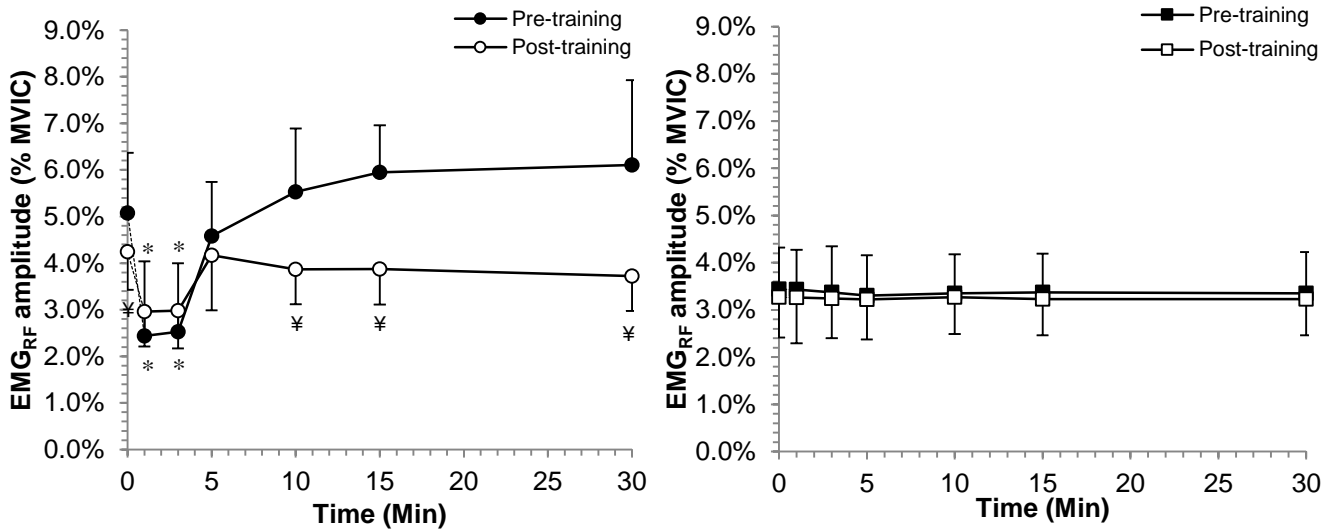 Pre-training
Post-training
EMGRF amplitude (% MVIC)
9.0%
8.0%
7.0%
6.0%
5.0%
4.0%
3.0%
2.0%
1.0%
0.0%
* *
¥ ¥ ¥ ¥
* *
0 5 10 15 20 25 30
Time (Min)
Pre-training
Post-training
EMGRF amplitude (% MVIC)
9.0%
8.0%
7.0%
6.0%
5.0%
4.0%
3.0%
2.0%
1.0%
0.0%
0 5 10 15 20 25 30
Time (Min)